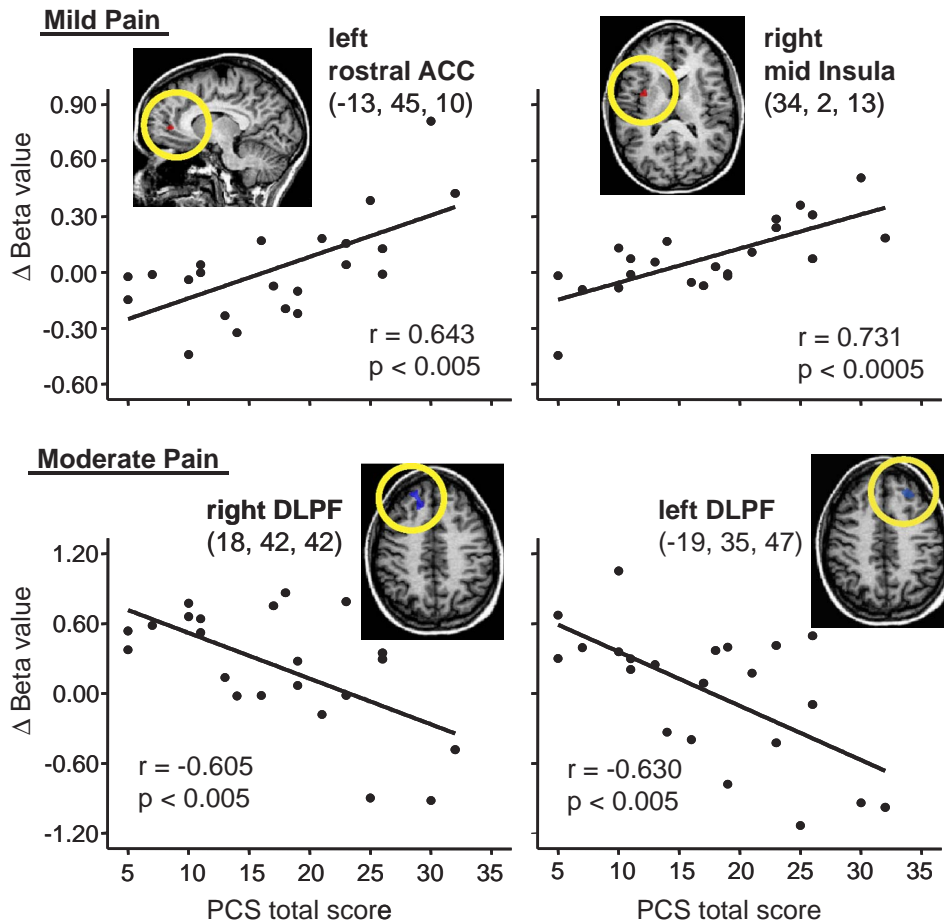 Mild Pain
left
rostral ACC
(-13, 45, 10)
right
mid Insula
(34, 2, 13)
Δ Beta value
0.90
0.60
0.30
0.00
-0.30
-0.60
r = 0.643
p < 0.005
r = 0.731
p < 0.0005
Moderate Pain
right DLPF
(18, 42, 42)
left DLPF
(-19, 35, 47)
Δ Beta value
1.20
0.60
0.00
-0.60
-1.20
r = -0.605
p < 0.005
r = -0.630
p < 0.005
5 10 15 20 25 30 35
5 10 15 20 25 30 35
PCS total score
PCS total score